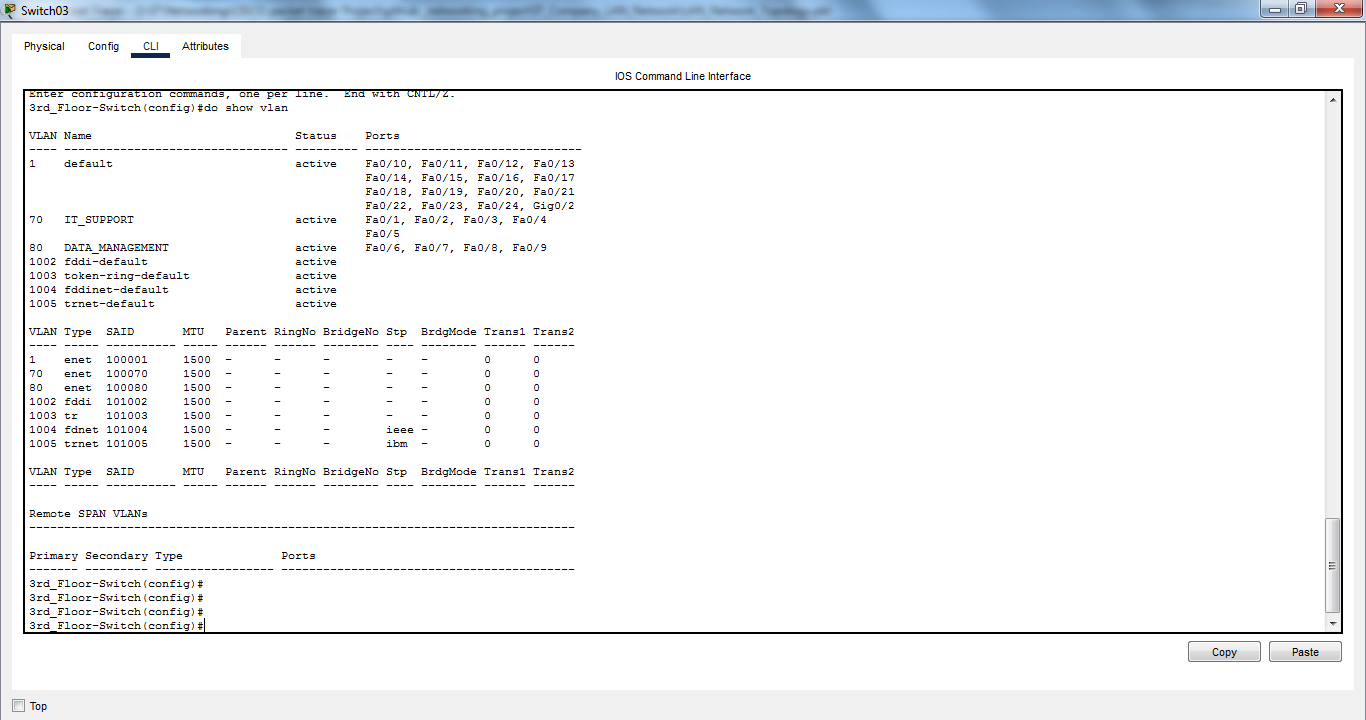 Switch03
Physical Config CLI Attributes
IOS Command Line Interface
Enter configuration commands, one per line.  End with CNTL/Z.
3rd_Floor-Switch(config)#do show vlan
VLAN Name                             Status    Ports
---- -------------------------------- --------- -------------------------------
1    default                          active    Fa0/10, Fa0/11, Fa0/12, Fa0/13
                                                Fa0/14, Fa0/15, Fa0/16, Fa0/17
                                                Fa0/18, Fa0/19, Fa0/20, Fa0/21
                                                Fa0/22, Fa0/23, Fa0/24, Gig0/2
70   IT_SUPPORT                       active    Fa0/1, Fa0/2, Fa0/3, Fa0/4
                                                Fa0/5
80   DATA_MANAGEMENT                  active    Fa0/6, Fa0/7, Fa0/8, Fa0/9
1002 fddi-default                     active
1003 token-ring-default               active
1004 fddinet-default                  active
1005 trnet-default                    active
VLAN Type  SAID       MTU   Parent RingNo BridgeNo Stp  BrdgMode Trans1 Trans2
---- ----- ---------- ----- ------ ------ -------- ---- -------- ------ ------
1    enet  100001     1500  -      -      -        -    -        0      0
70   enet  100070     1500  -      -      -        -    -        0      0
80   enet  100080     1500  -      -      -        -    -        0      0
1002 fddi  101002     1500  -      -      -        -    -        0      0
1003 tr    101003     1500  -      -      -        -    -        0      0
1004 fdnet 101004     1500  -      -      -        ieee -        0      0
1005 trnet 101005     1500  -      -      -        ibm  -        0      0
VLAN Type  SAID       MTU   Parent RingNo BridgeNo Stp  BrdgMode Trans1 Trans2
---- ----- ---------- ----- ------ ------ -------- ---- -------- ------ ------
Remote SPAN VLANs
------------------------------------------------------------------------------
Primary Secondary Type              Ports
------- --------- ----------------- ------------------------------------------
3rd_Floor-Switch(config)#
3rd_Floor-Switch(config)#
3rd_Floor-Switch(config)#
3rd_Floor-Switch(config)#
Copy Paste
Top